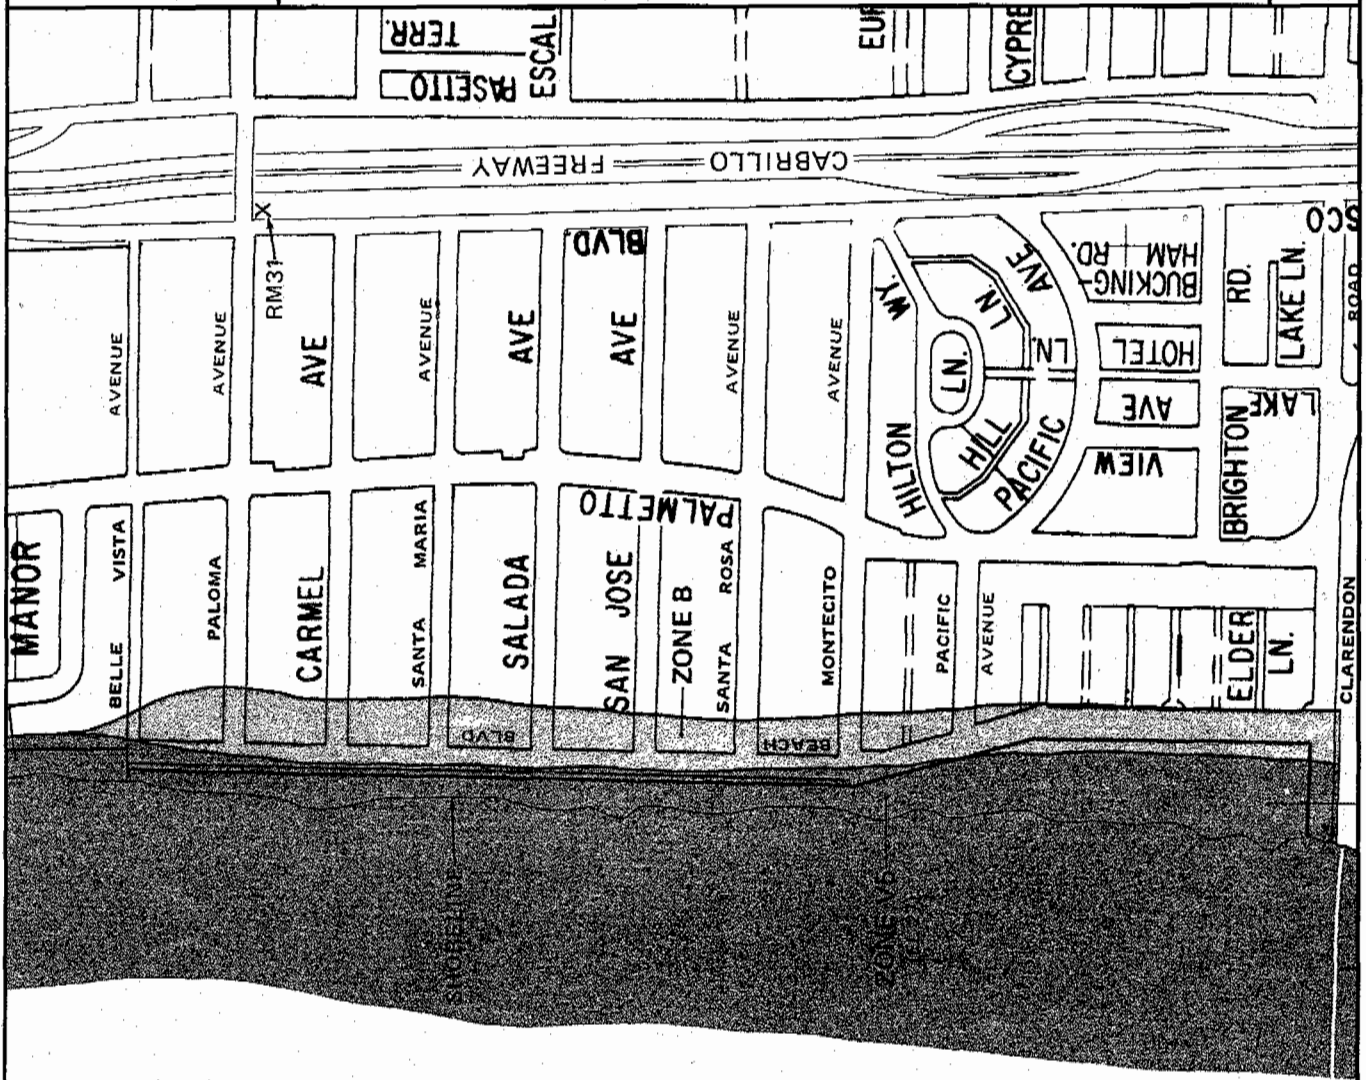 TERR.
PASETTO
ESCAL
EUR
CYPRE
CABRILLO FREEWAY
RM31
BLVD.
SCO
AVENUE
AVENUE
AVE
AVENUE
AVE
AVE
AVENUE
AVENUE
HILTON WY.
HILL LN.
LN.
LN.
PACIFIC AVE
BUCKING-
HAM RD.
HOTEL LN.
VIEW AVE
BRIGHTON RD.
LAKE LN.
LAKE
ROAD
PALMETTO
MANOR
BELLE VISTA
PALOMA
CARMEL
SANTA MARIA
SALADA
SAN JOSE
ZONE B
SANTA ROSA
MONTECITO
PACIFIC
AVENUE
ELDER
LN.
CLARENDON
BEACH BLVD
SHORELINE
ZONE V5